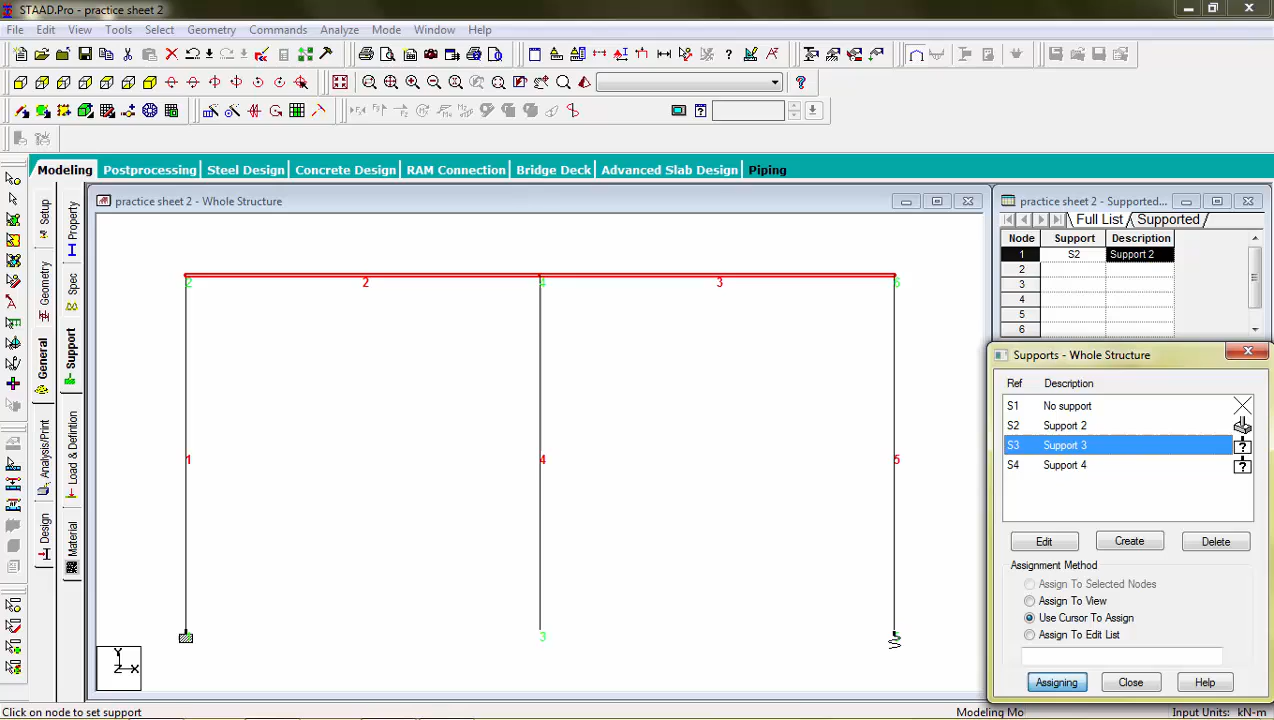 STAAD.Pro - practice sheet 2
File Edit View Tools Select Geometry Commands Analyze Mode Window Help
Modeling Postprocessing Steel Design Concrete Design RAM Connection Bridge Deck Advanced Slab Design Piping
Setup
Geometry
General
Analysis/Print
Design
Property
Spec
Support
Load & Definition
Material
practice sheet 2 - Whole Structure
2 2 4 3 6
1 4 5
3
Y
Z X
practice sheet 2 - Supported...
Full List Supported
Node Support Description
1 S2 Support 2
2
3
4
5
6
Supports - Whole Structure
Ref Description
S1 No support
S2 Support 2
S3 Support 3
S4 Support 4
Edit Create Delete
Assignment Method
Assign To Selected Nodes
Assign To View
Use Cursor To Assign
Assign To Edit List
Assigning Close Help
Click on node to set support Modeling Mo Input Units: kN-m